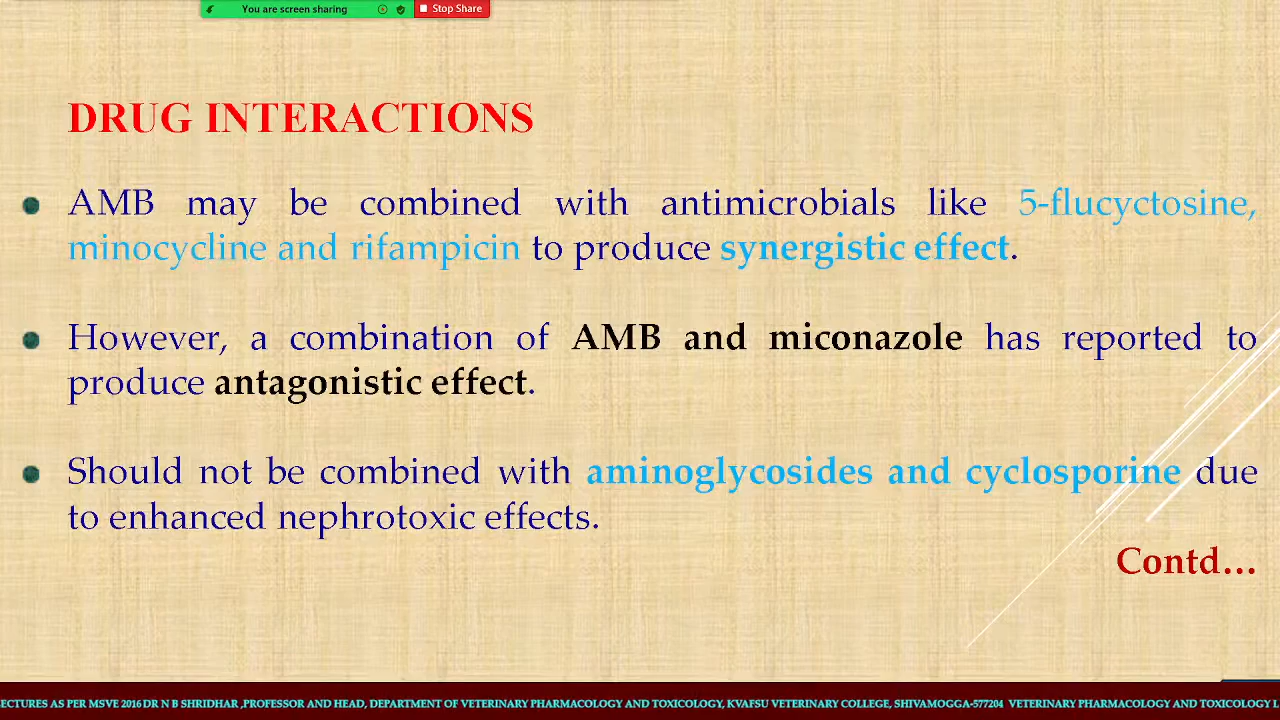 You are screen sharing
Stop Share
DRUG INTERACTIONS
AMB may be combined with antimicrobials like 5-flucyctosine,
minocycline and rifampicin to produce synergistic effect.
However, a combination of AMB and miconazole has reported to
produce antagonistic effect.
Should not be combined with aminoglycosides and cyclosporine due
to enhanced nephrotoxic effects.
Contd…
ECTURES AS PER MSVE 2016 DR N B SHRIDHAR ,PROFESSOR AND HEAD, DEPARTMENT OF VETERINARY PHARMACOLOGY AND TOXICOLOGY, KVAFSU VETERINARY COLLEGE, SHIVAMOGGA-577204 VETERINARY PHARMACOLOGY AND TOXICOLOGY L